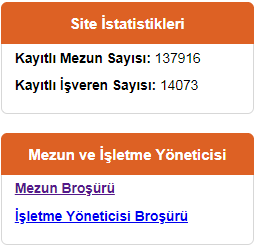 Site İstatistikleri
Kayıtlı Mezun Sayısı: 137916
Kayıtlı İşveren Sayısı: 14073
Mezun ve İşletme Yöneticisi
Mezun Broşürü
İşletme Yöneticisi Broşürü